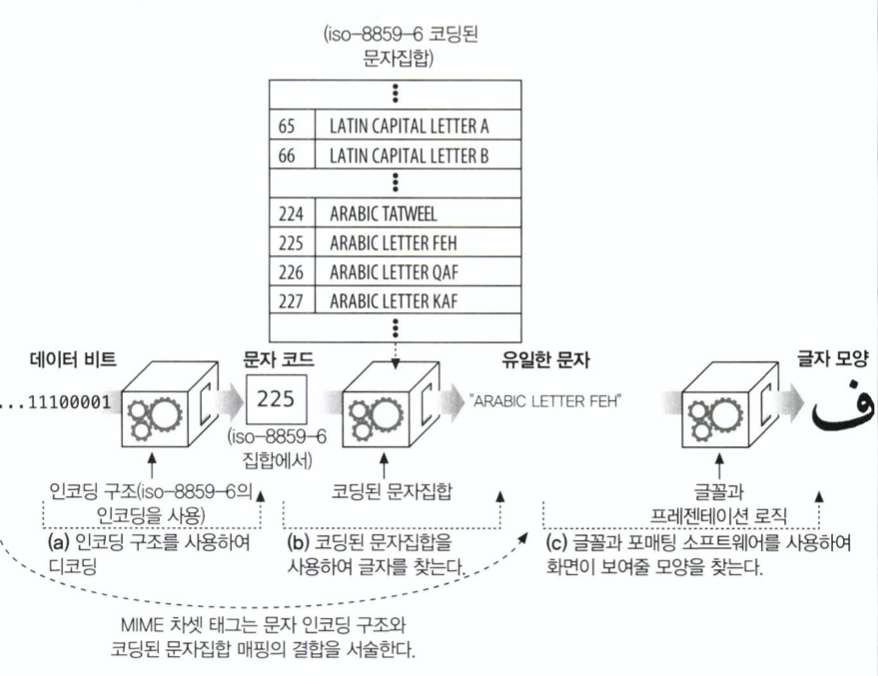 (iso-8859-6 코딩된
문자집합)
65 LATIN CAPITAL LETTER A
66 LATIN CAPITAL LETTER B
224 ARABIC TATWEEL
225 ARABIC LETTER FEH
226 ARABIC LETTER QAF
227 ARABIC LETTER KAF
데이터 비트
문자 코드
유일한 문자
글자 모양
...11100001
225
"ARABIC LETTER FEH"
ف
(iso-8859-6
집합에서)
인코딩 구조(iso-8859-6의
인코딩을 사용)
코딩된 문자집합
글꼴과
프레젠테이션 로직
(a) 인코딩 구조를 사용하여
디코딩
(b) 코딩된 문자집합을
사용하여 글자를 찾는다.
(c) 글꼴과 포매팅 소프트웨어를 사용하여
화면이 보여줄 모양을 찾는다.
MIME 차셋 태그는 문자 인코딩 구조와
코딩된 문자집합 매핑의 결합을 서술한다.